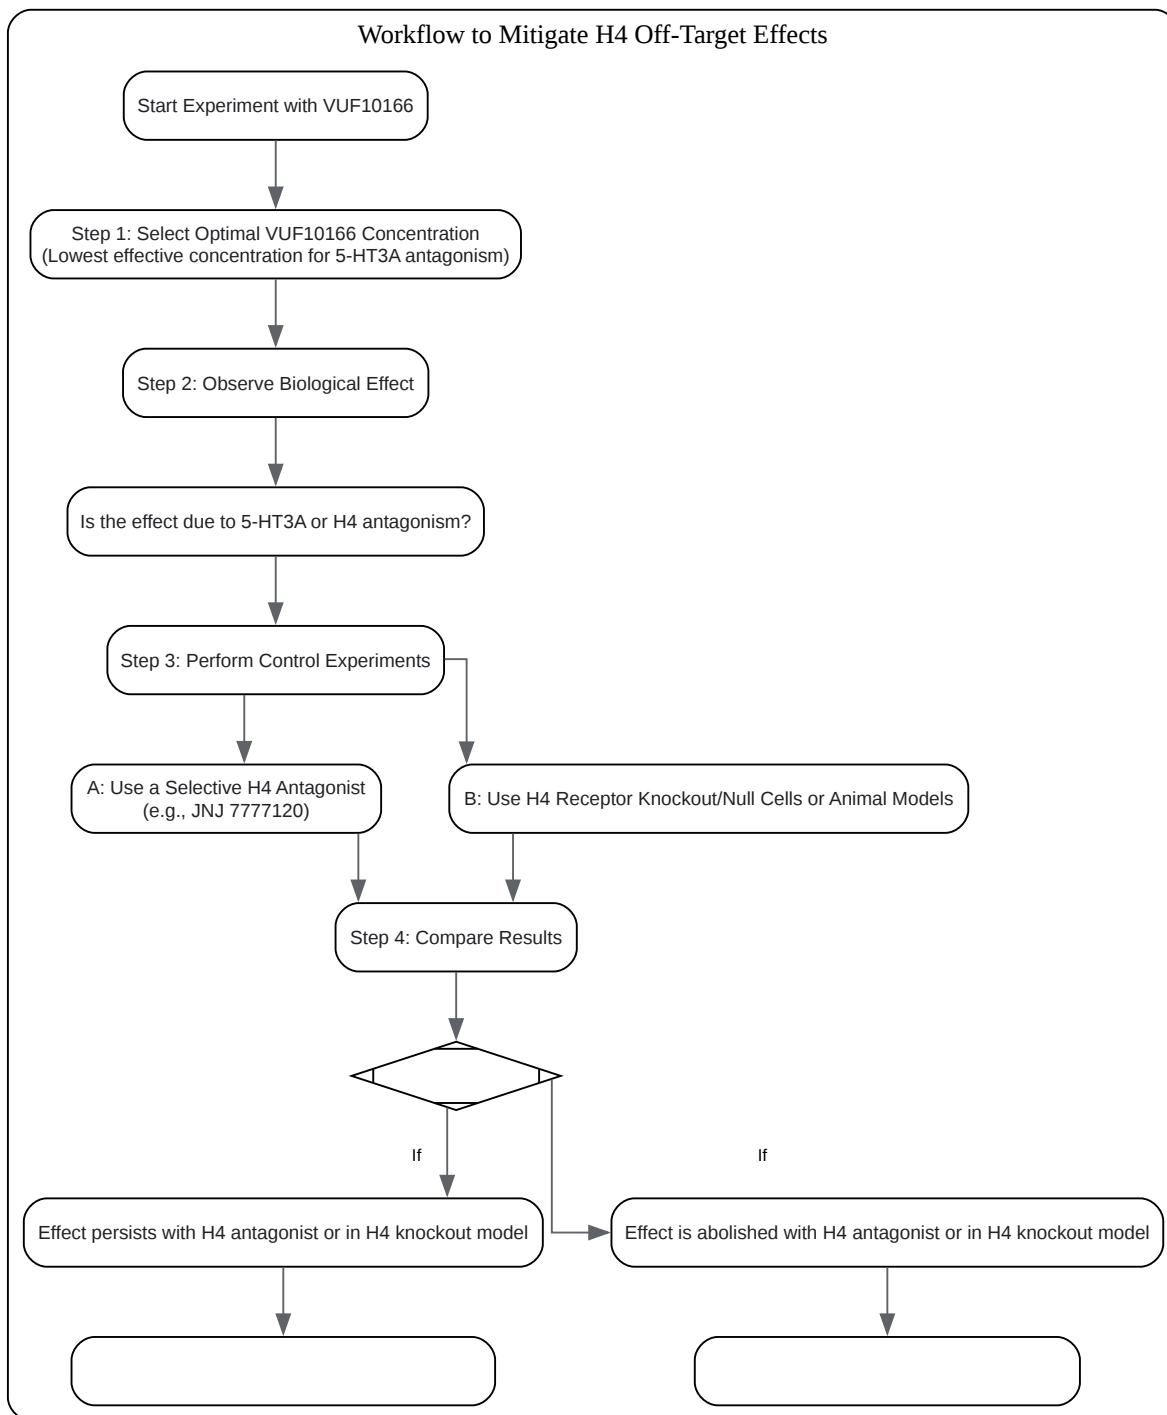 Workflow to Mitigate H4 Off-Target Effects
Start Experiment with VUF10166
Step 1: Select Optimal VUF10166 Concentration
(Lowest effective concentration for 5-HT3A antagonism)
Step 2: Observe Biological Effect
Is the effect due to 5-HT3A or H4 antagonism?
Step 3: Perform Control Experiments
A: Use a Selective H4 Antagonist
(e.g., JNJ 7777120)
B: Use H4 Receptor Knockout/Null Cells or Animal Models
Step 4: Compare Results
If
If
Effect persists with H4 antagonist or in H4 knockout model
Effect is abolished with H4 antagonist or in H4 knockout model